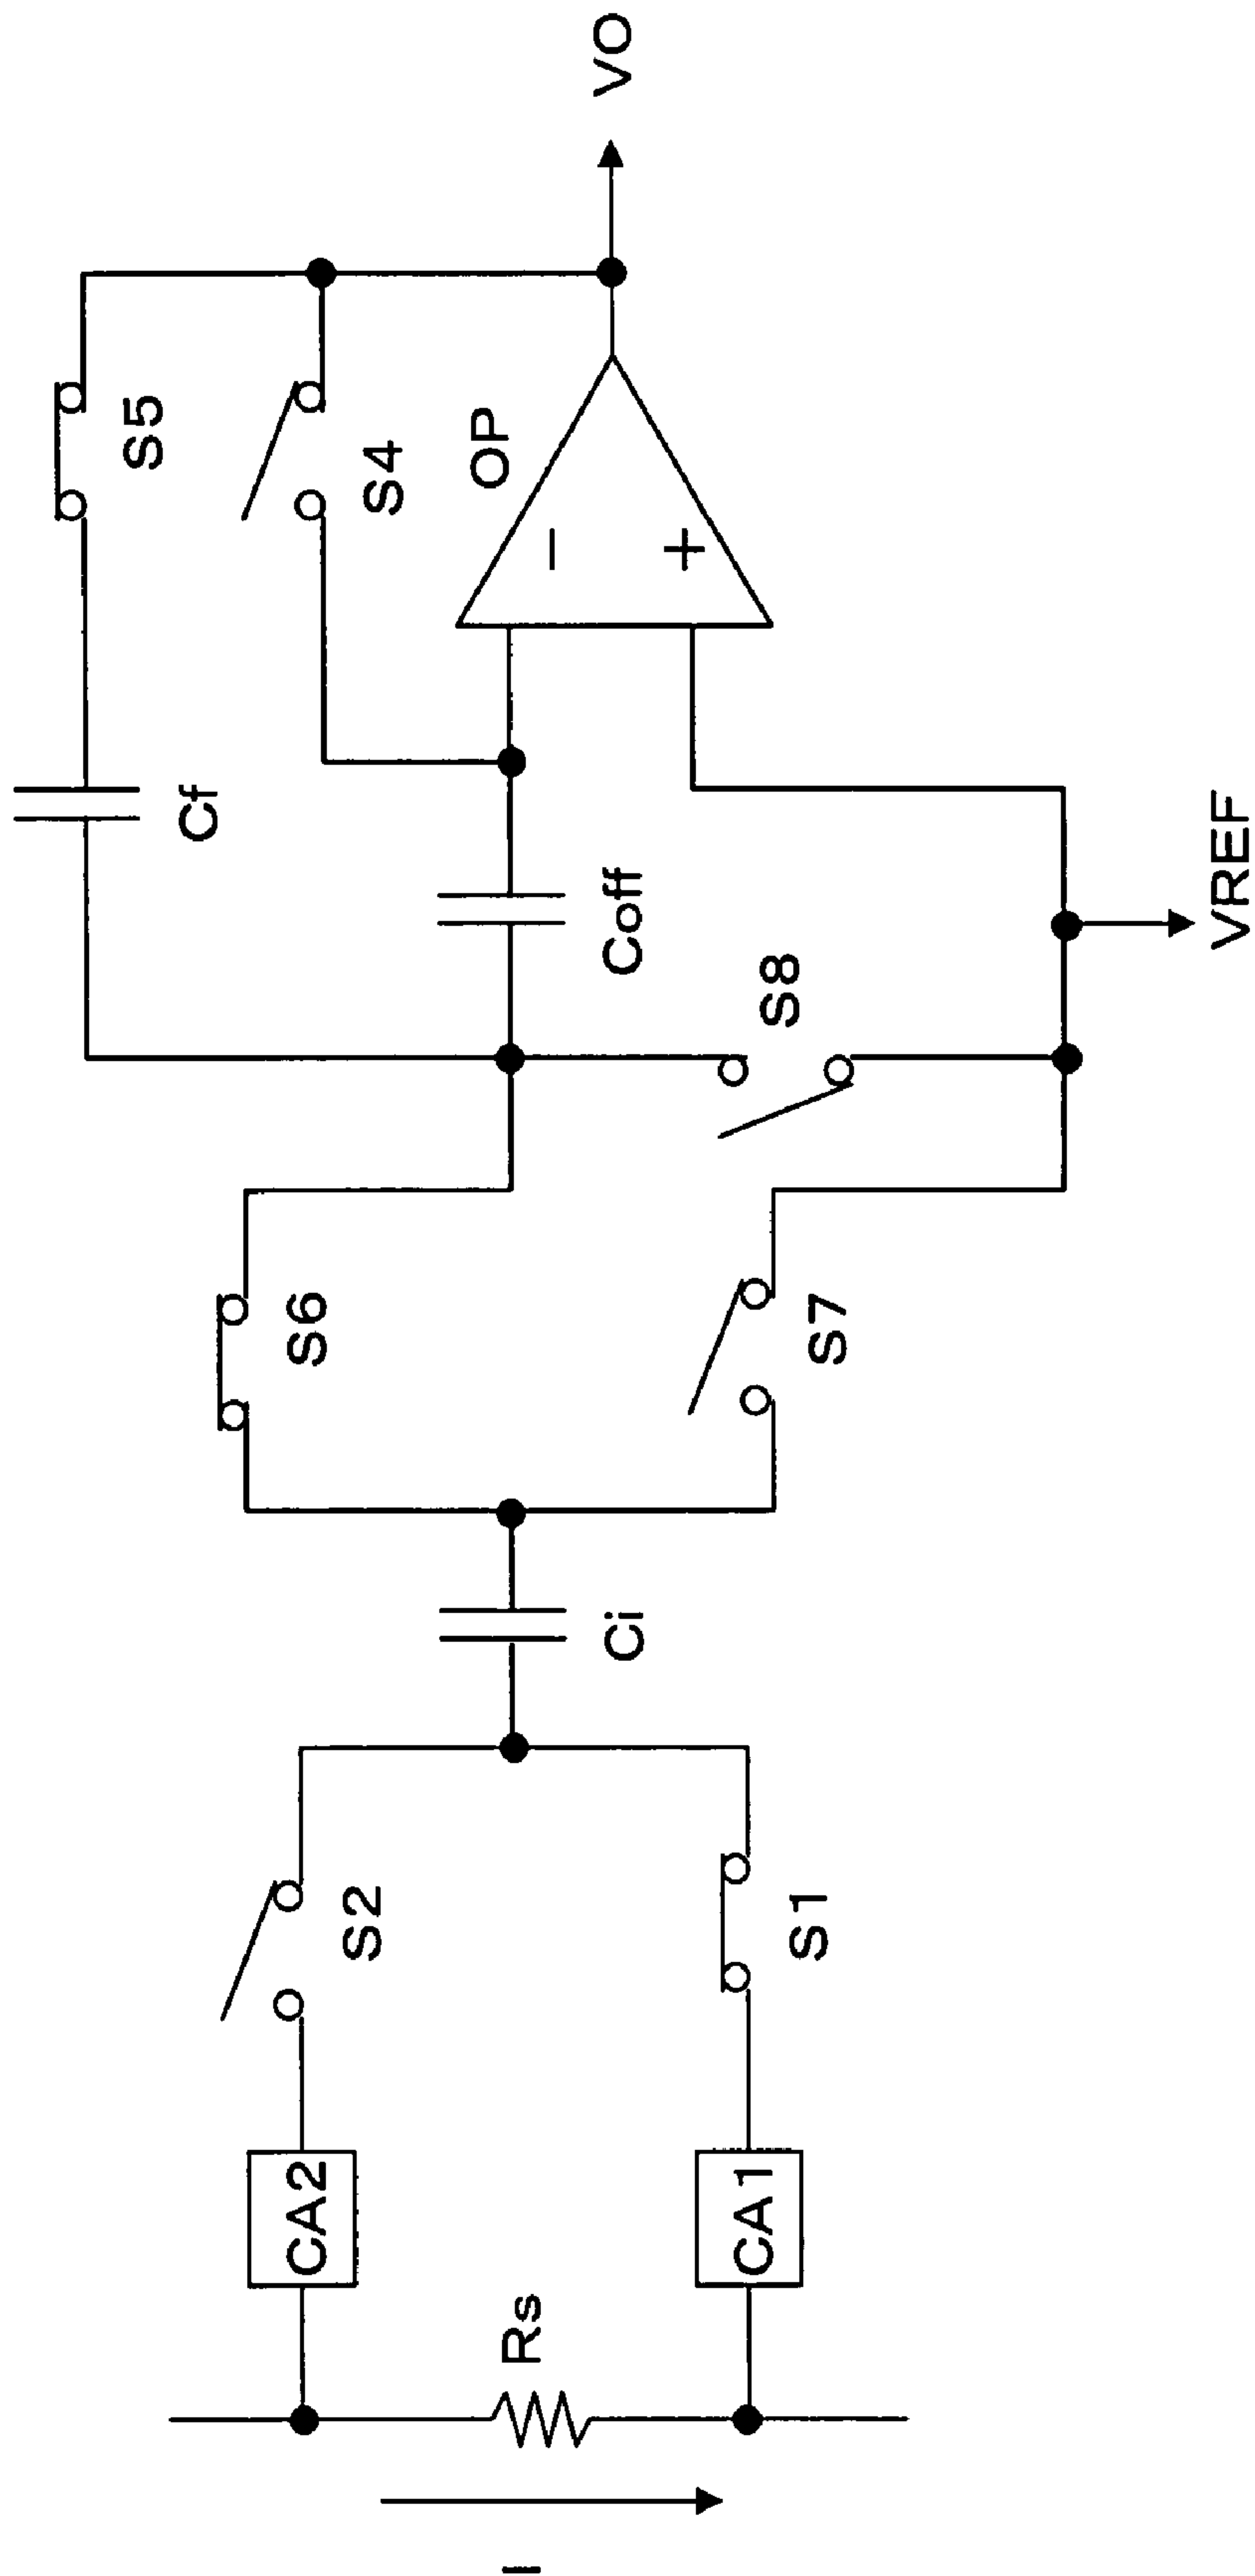 I
Rs
CA2
CA1
S2
S1
Ci
S6
S7
S8
Coff
Cf
S5
S4
OP
−
+
VREF
VO